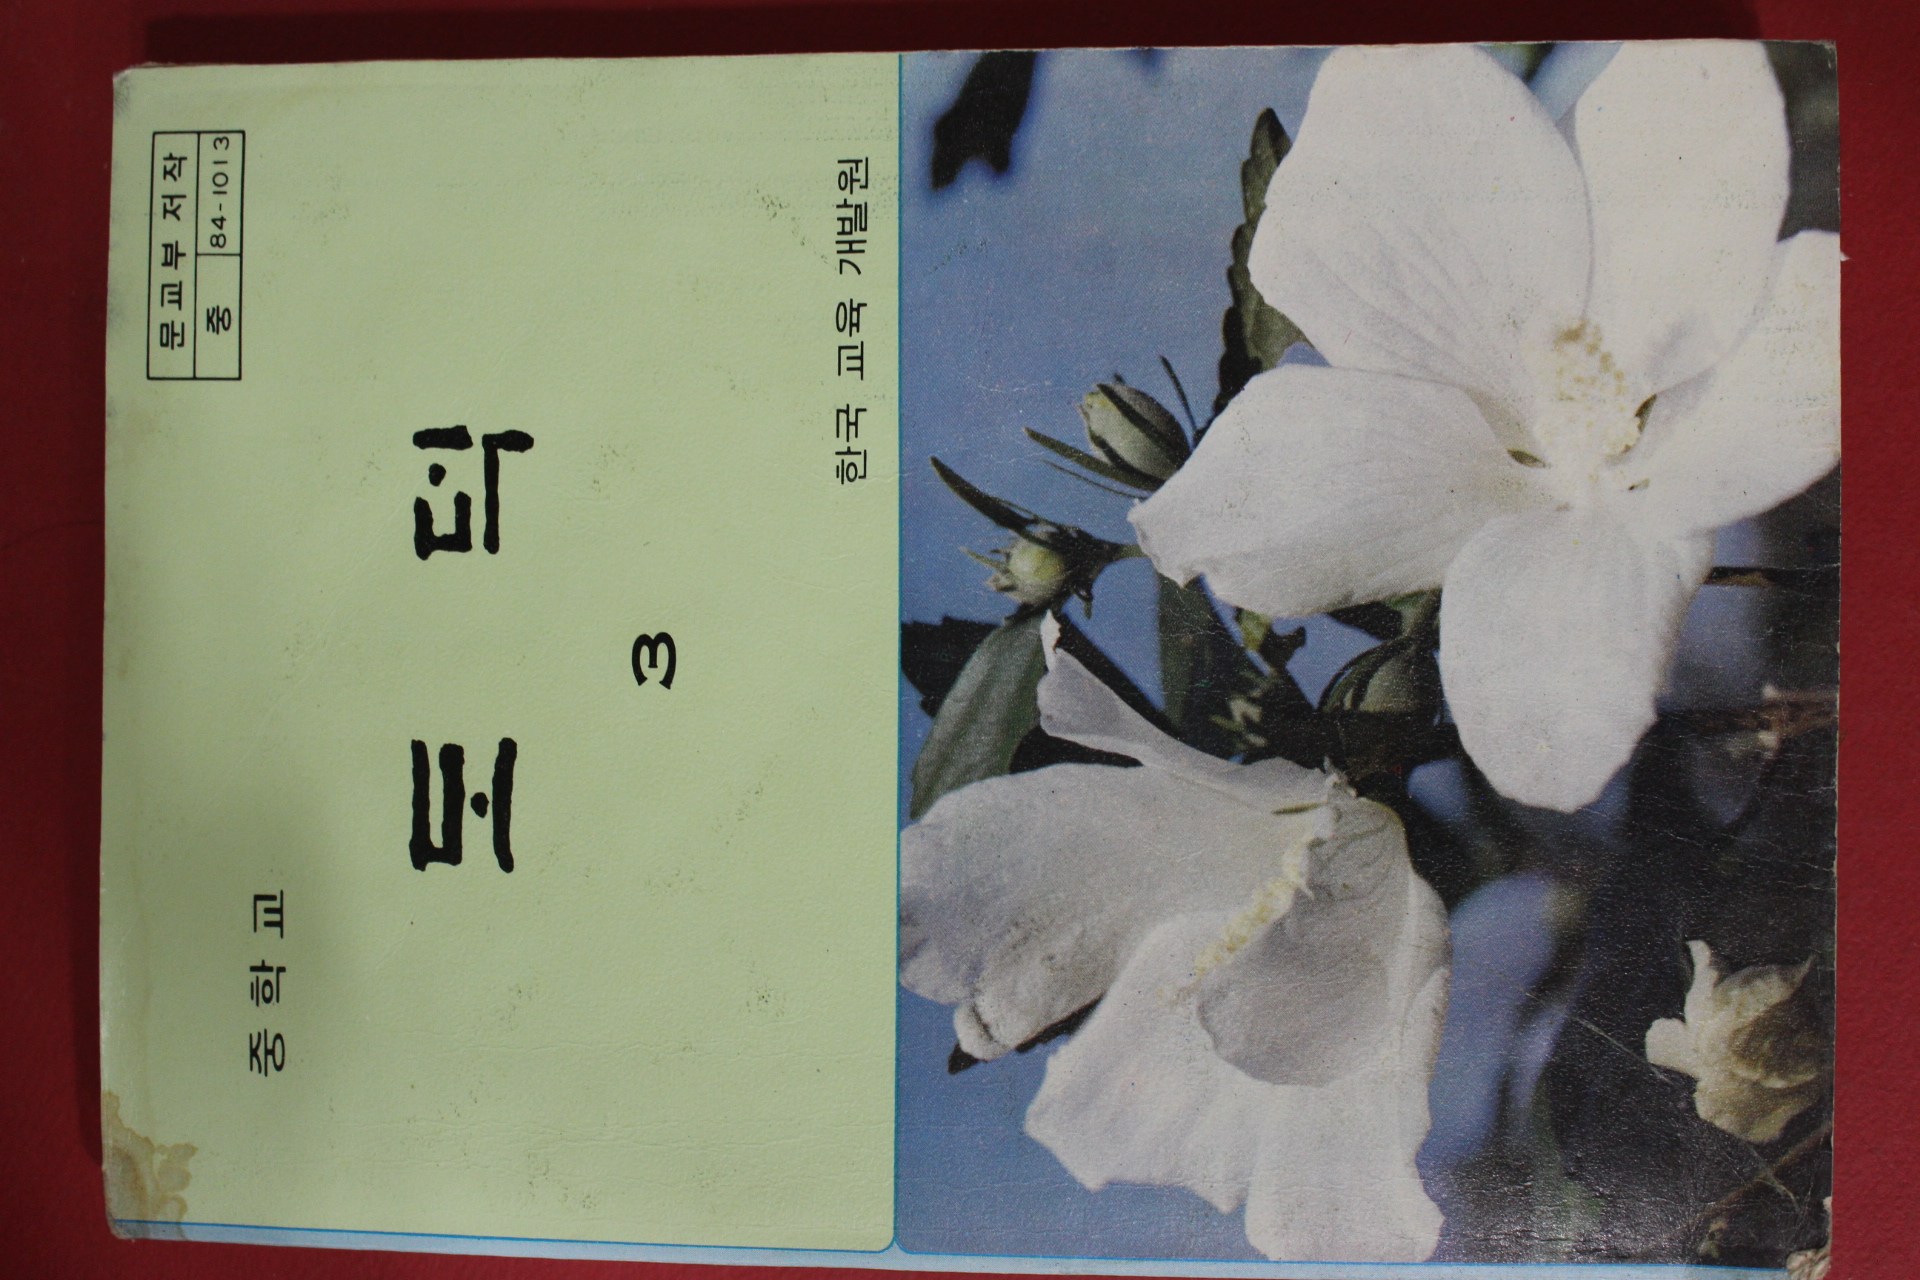 문교부 저작
중 84-1013
중학교
도덕
3
한국 교육 개발원